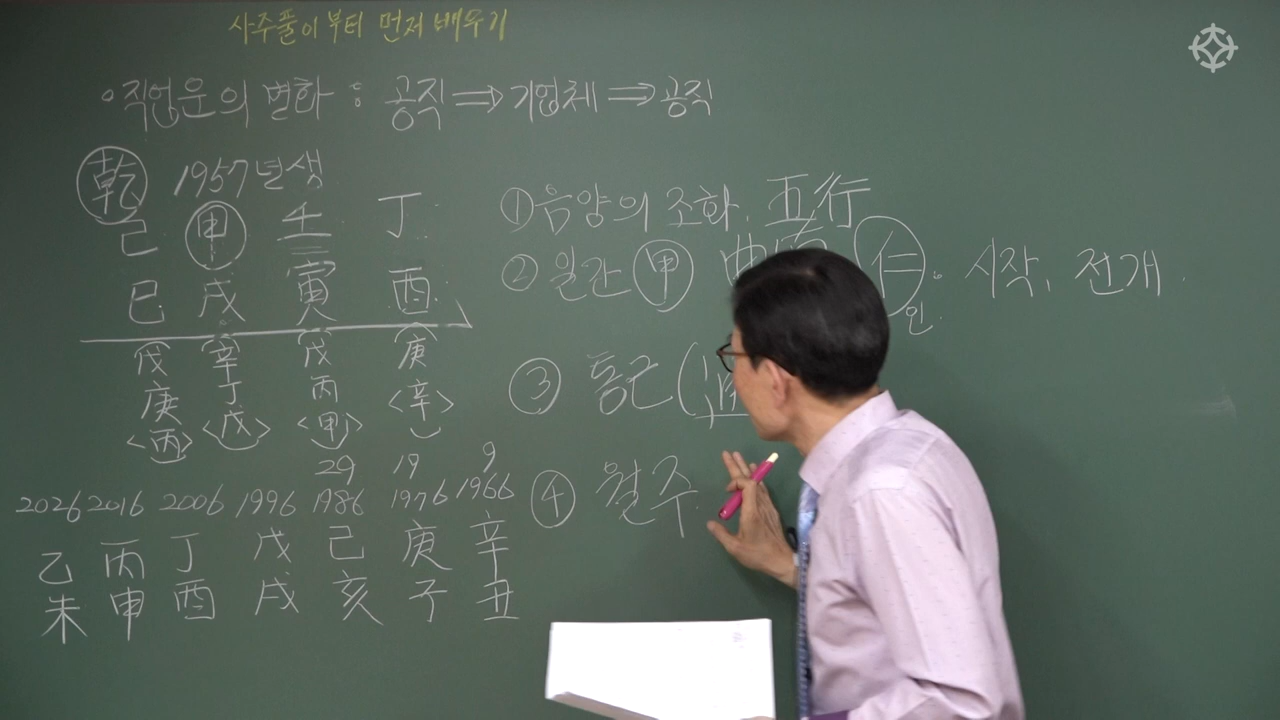 사주풀이부터 먼저 배우기
○직업운의 변화 : 공직⇒기업체⇒공직
乾 1957년생
己 甲 壬 丁
巳 戌 寅 酉
戊 辛 戊 庚
庚 丁 丙 <辛>
<丙> <戊> <甲>
29 19 9
2026 2016 2006 1996 1986 1976 1966
乙 丙 丁 戊 己 庚 辛
未 申 酉 戌 亥 子 丑
①음양의 조화, 五行
②일간 甲 仁: 시작, 전개
인
③ 통근(通
④ 월주